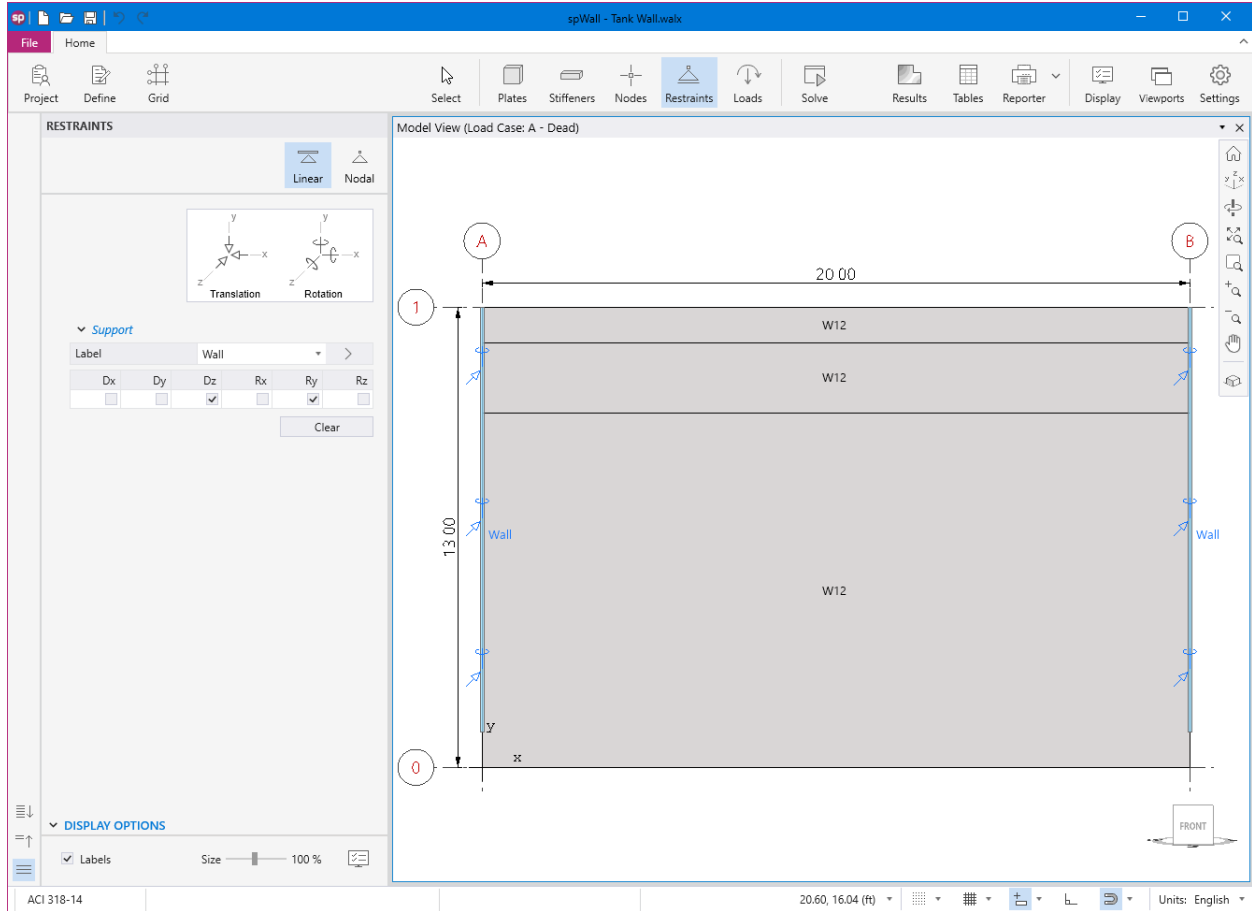 sp spWall - Tank Wall.walx
File Home
Project Define Grid Select Plates Stiffeners Nodes Restraints Loads Solve Results Tables Reporter Display Viewports Settings
RESTRAINTS
Linear Nodal
y x z Translation
y x z Rotation
Support
Label Wall
Dx Dy Dz Rx Ry Rz
Clear
DISPLAY OPTIONS
Labels Size 100 %
Model View (Load Case: A - Dead)
z
y x
A B
20.00
1
W12
W12
13.00
Wall Wall
W12
y
x
0
FRONT
ACI 318-14 20.60, 16.04 (ft) Units: English